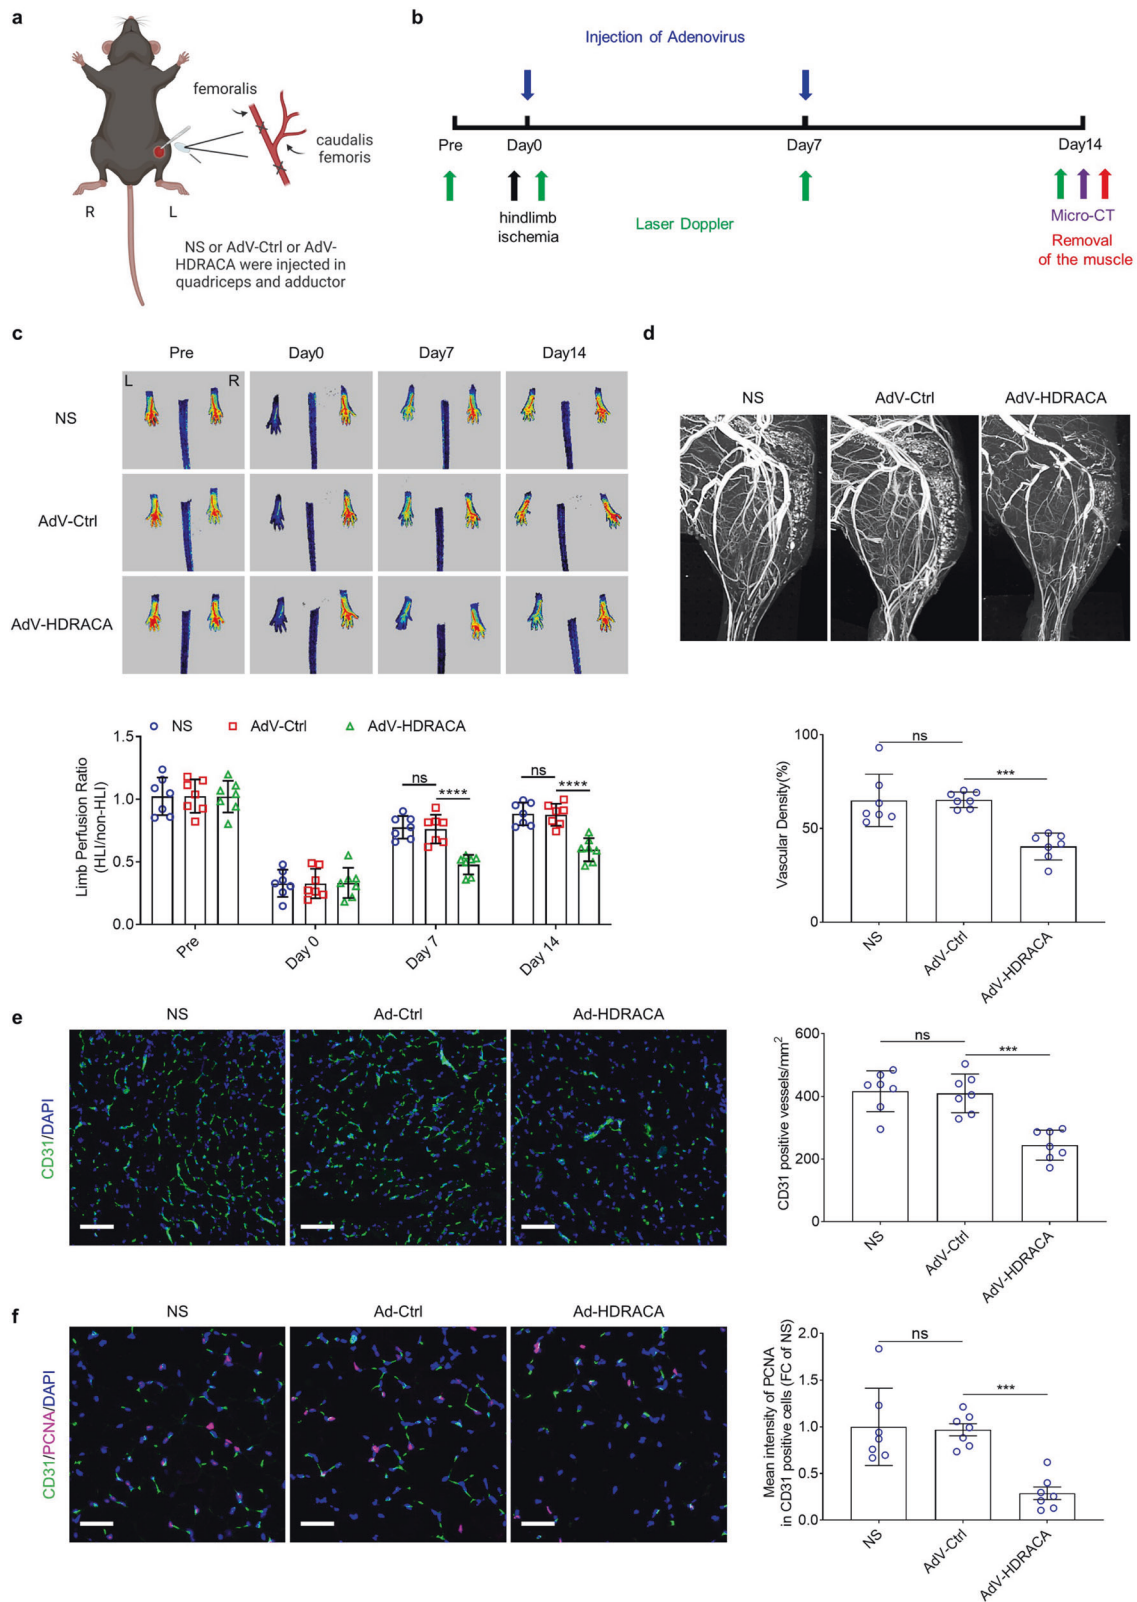 a
femoralis
caudalis
femoris
R
L
NS or AdV-Ctrl or AdV-
HDRACA were injected in
quadriceps and adductor
b
Injection of Adenovirus
Pre
Day0
Day7
Day14
hindlimb
ischemia
Laser Doppler
Micro-CT
Removal
of the muscle
c
Pre
Day0
Day7
Day14
L
R
NS
AdV-Ctrl
AdV-HDRACA
NS
AdV-Ctrl
AdV-HDRACA
Limb Perfusion Ratio
(HLI/non-HLI)
1.5
1.0
0.5
0.0
ns
****
ns
****
Pre
Day 0
Day 7
Day 14
d
NS
AdV-Ctrl
AdV-HDRACA
Vascular Density(%)
100
50
0
ns
***
NS
AdV-Ctrl
AdV-HDRACA
e
NS
Ad-Ctrl
Ad-HDRACA
CD31/DAPI
CD31 positive vessels/mm²
600
400
200
0
ns
***
NS
AdV-Ctrl
AdV-HDRACA
f
NS
Ad-Ctrl
Ad-HDRACA
CD31/PCNA/DAPI
Mean intensity of PCNA
in CD31 positive cells (FC of NS)
2.0
1.5
1.0
0.5
0.0
ns
***
NS
AdV-Ctrl
AdV-HDRACA